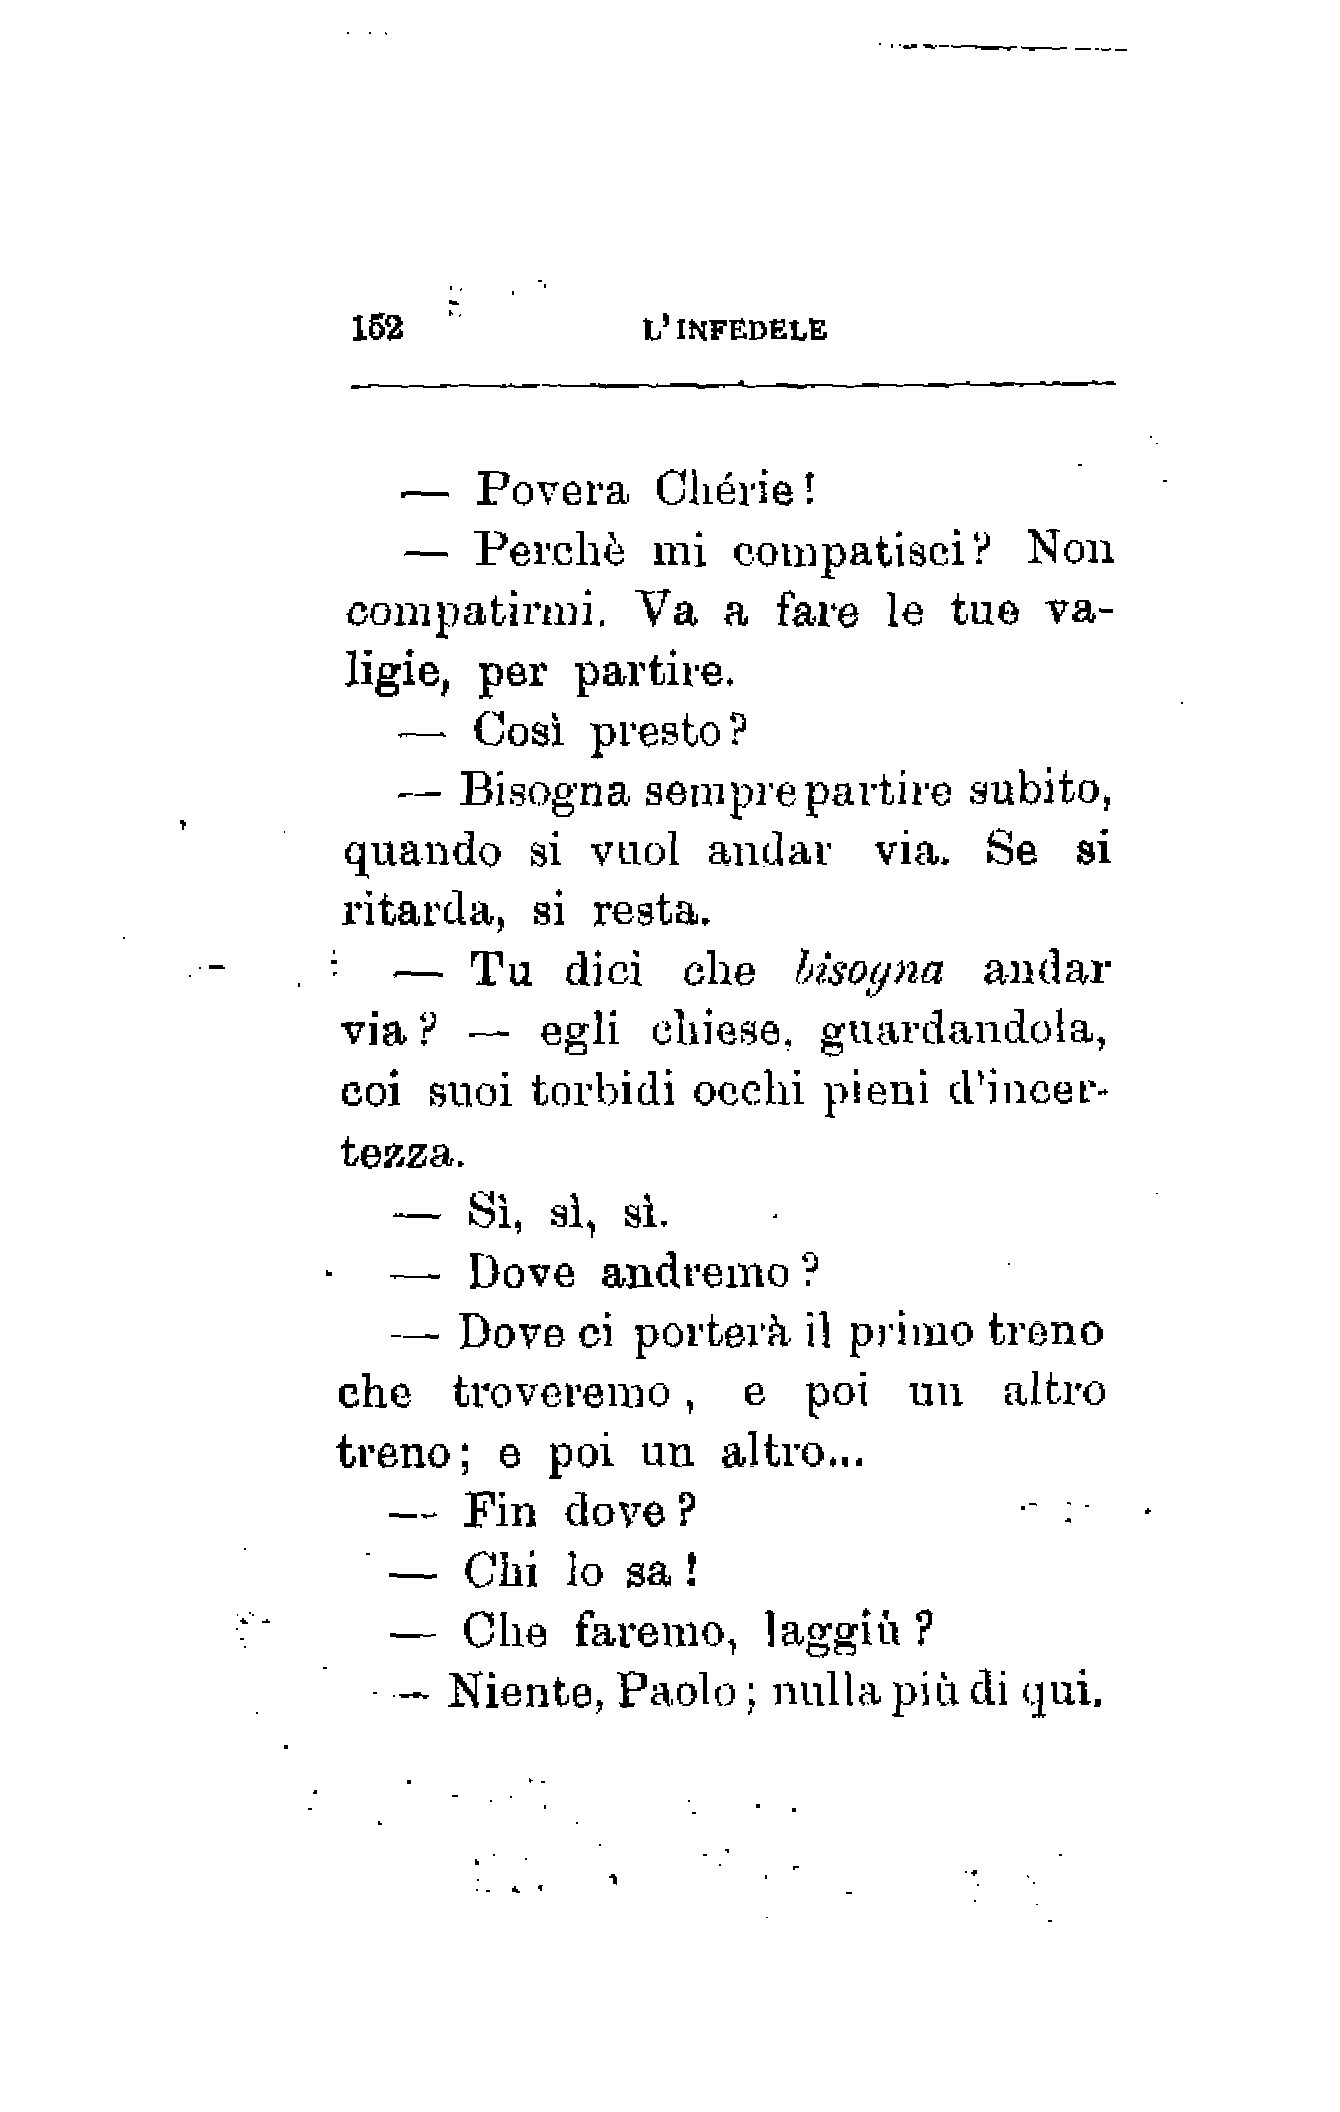 152 L'INFEDELE
— Povera Chérie!
— Perchè mi compatisci? Non
compatirmi. Va a fare le tue va-
ligie, per partire.
— Così presto?
— Bisogna sempre partire subito,
quando si vuol andar via. Se si
ritarda, si resta.
— Tu dici che bisogna andar
via? — egli chiese, guardandola,
coi suoi torbidi occhi pieni d'incer-
tezza.
— Sì, sì, sì.
— Dove andremo?
— Dove ci porterà il primo treno
che troveremo, e poi un altro
treno; e poi un altro...
— Fin dove?
— Chi lo sa!
— Che faremo, laggiù?
— Niente, Paolo; nulla più di qui.